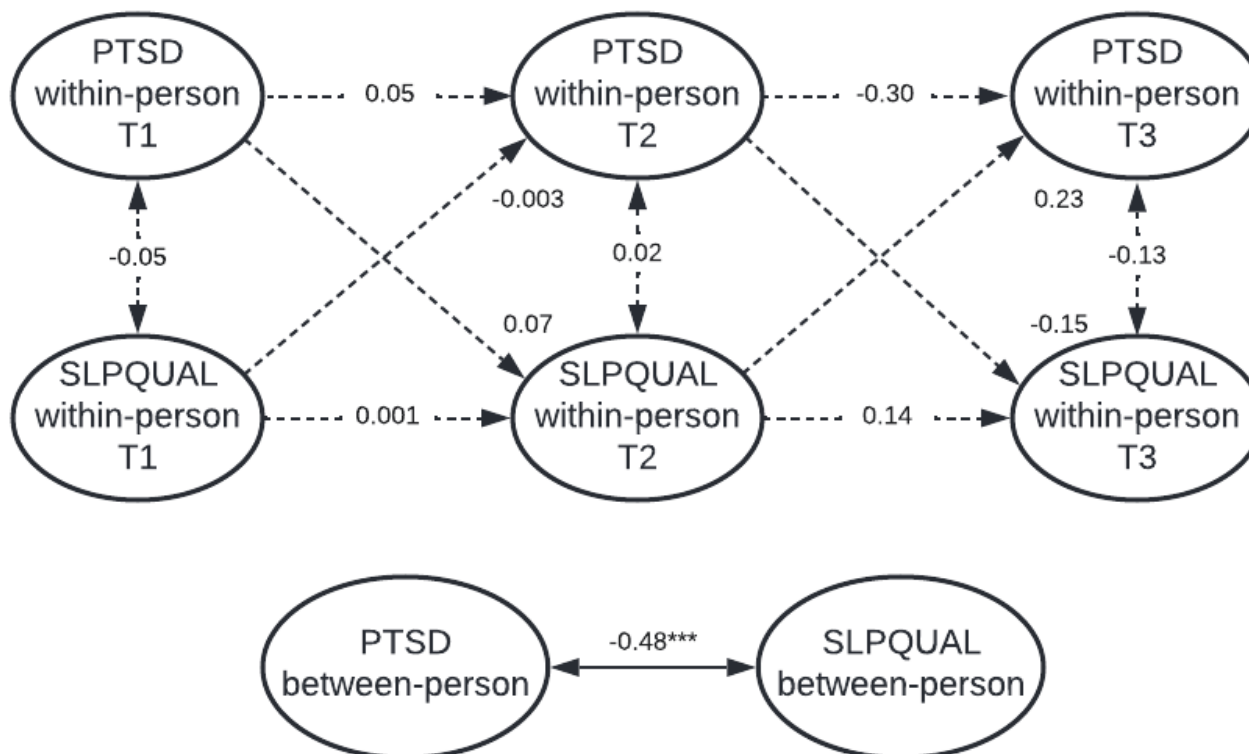 PTSD
within-person
T1
0.05
PTSD
within-person
T2
-0.30
PTSD
within-person
T3
-0.003
0.23
-0.05
0.02
-0.13
0.07
-0.15
SLPQUAL
within-person
T1
0.001
SLPQUAL
within-person
T2
0.14
SLPQUAL
within-person
T3
PTSD
between-person
-0.48***
SLPQUAL
between-person